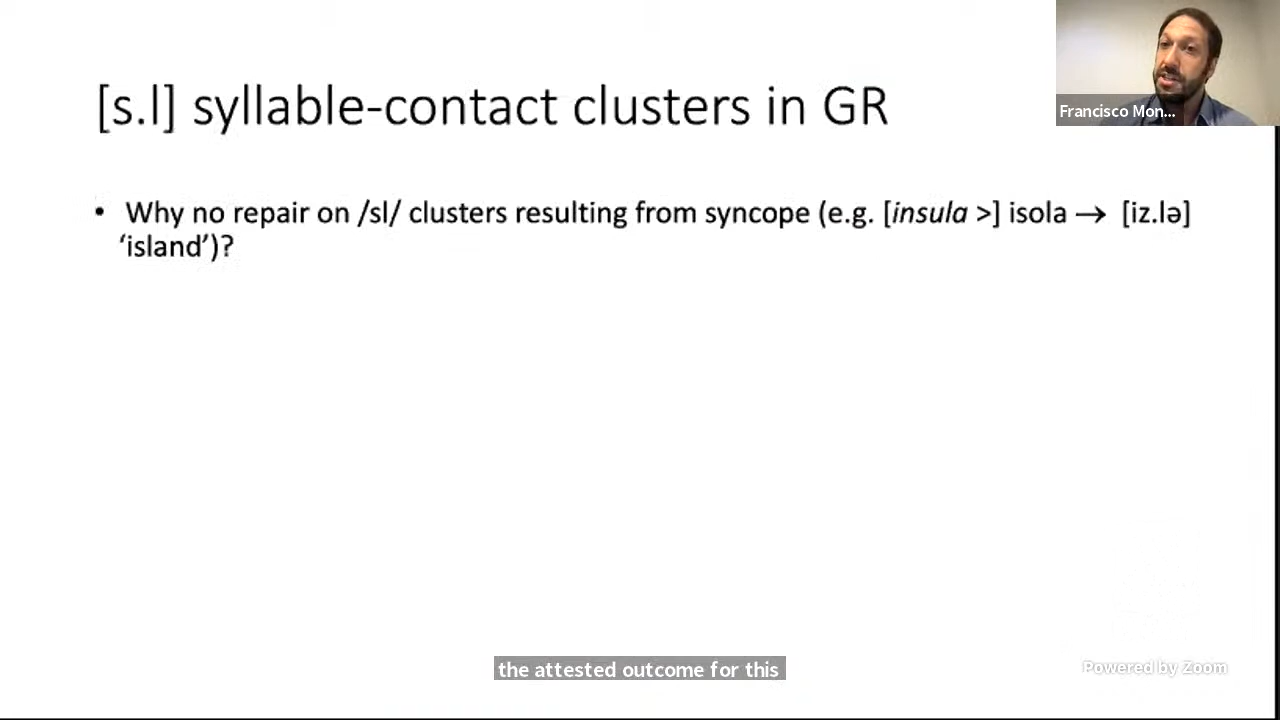 [s.l] syllable-contact clusters in GR
Francisco Mon...
• Why no repair on /sl/ clusters resulting from syncope (e.g. [insula >] isola → [iz.lə]
‘island’)?
the attested outcome for this
Powered by Zoom